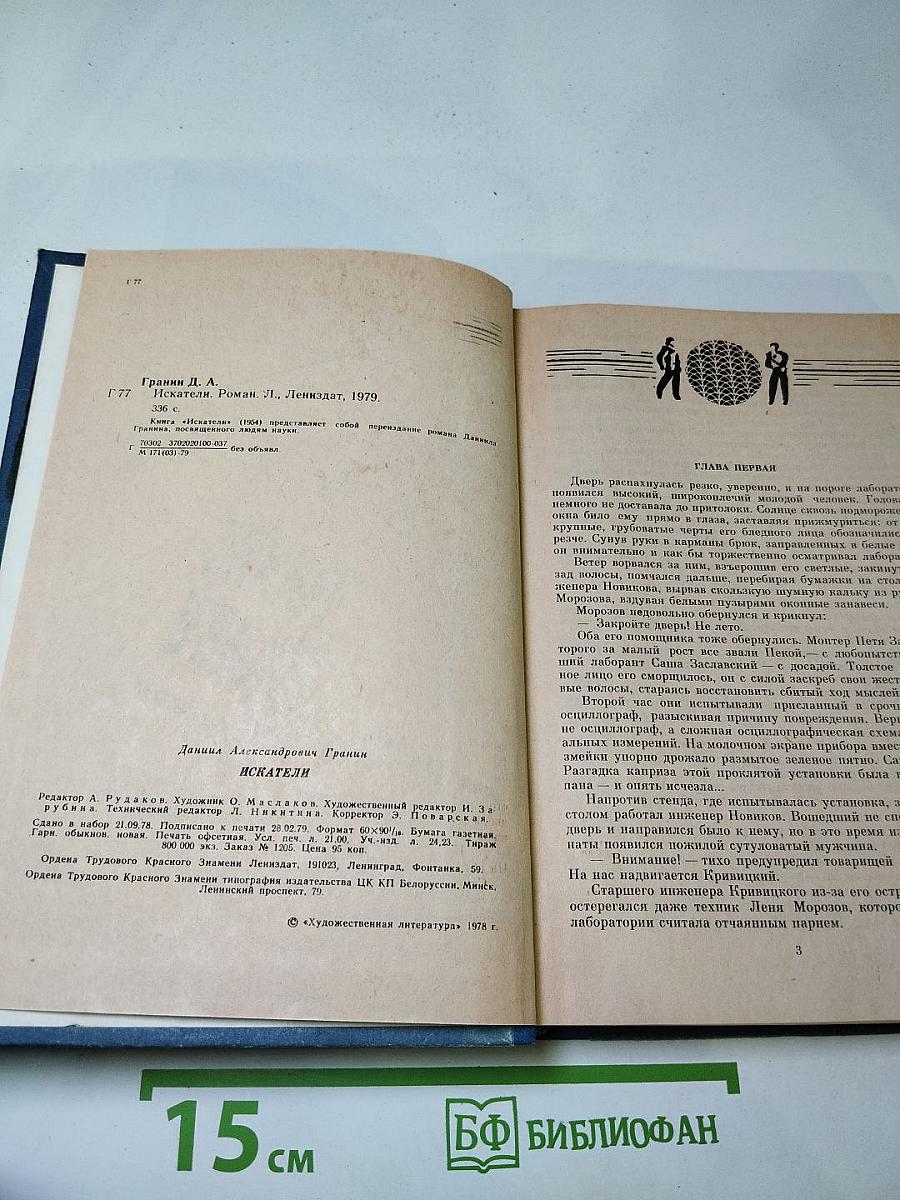 Г 77
Гранин Д. А.
Г 77 Искатели. Роман. Л., Лениздат, 1979.
336 с.
Книга «Искатели» (1954) представляет собой переиздание романа Даниила
Гранина, посвященного людям науки.
Г 70302 3702020100-037 без объявл.
М 171(03)-79
Даниил Александрович Гранин
ИСКАТЕЛИ
Редактор А. Рудаков. Художник О. Маслаков. Художественный редактор И. За-
рубина. Технический редактор Л. Никитина. Корректор Э. Поварская.
Сдано в набор 21.09.78. Подписано к печати 28.02.79. Формат 60×90¹/₁₆. Бумага газетная.
Гарн. обыкнов. новая. Печать офсетная. Усл. печ. л. 21,00. Уч.-изд. л. 24,23. Тираж
800 000 экз. Заказ № 1205. Цена 95 коп.
Ордена Трудового Красного Знамени Лениздат, 191023, Ленинград, Фонтанка, 59.
Ордена Трудового Красного Знамени типография издательства ЦК КП Белоруссии, Минск,
Ленинский проспект, 79.
© «Художественная литература» 1978 г.
ГЛАВА ПЕРВАЯ
Дверь распахнулась резко, уверенно, и на пороге лаборат
появился высокий, широкоплечий молодой человек. Голова
немного не доставала до притолоки. Солнце сквозь подмороже
окна било ему прямо в глаза, заставляя прижмуриться: от
крупные, грубоватые черты его бледного лица обозначились
резче. Сунув руки в карманы брюк, заправленных в белые
он внимательно и как бы торжественно осматривал лабора
Ветер ворвался за ним, взъерошив его светлые, закинут
зад волосы, помчался дальше, перебирая бумажки на стол
женера Новикова, вырвав скользкую шумную кальку из ру
Морозова, вздувая белыми пузырями оконные занавеси.
Морозов недовольно обернулся и крикнул:
— Закройте дверь! Не лето.
Оба его помощника тоже обернулись. Монтер Петя За
торого за малый рост все звали Пекой,— с любопытств
ший лаборант Саша Заславский — с досадой. Толстое
ное лицо его сморщилось, он с силой заскреб свои жест
вые волосы, стараясь восстановить сбитый ход мыслей
Второй час они испытывали присланный в сроч
осциллограф, разыскивая причину повреждения. Верн
не осциллограф, а сложная осциллографическая схема
альных измерений. На молочном экране прибора вмест
змейки упорно дрожало размытое зеленое пятно. Са
Разгадка каприза этой проклятой установки была н
пана — и опять исчезла...
Напротив стенда, где испытывалась установка, з
столом работал инженер Новиков. Вошедший не спе
дверь и направился было к нему, но в это время из
наты появился пожилой сутуловатый мужчина.
— Внимание! — тихо предупредил товарищей
На нас надвигается Кривицкий.
Старшего инженера Кривицкого из-за его остр
остерегался даже техник Леня Морозов, которо
лаборатории считала отчаянным парнем.
3
15 см
БФ БИБЛИОФАН